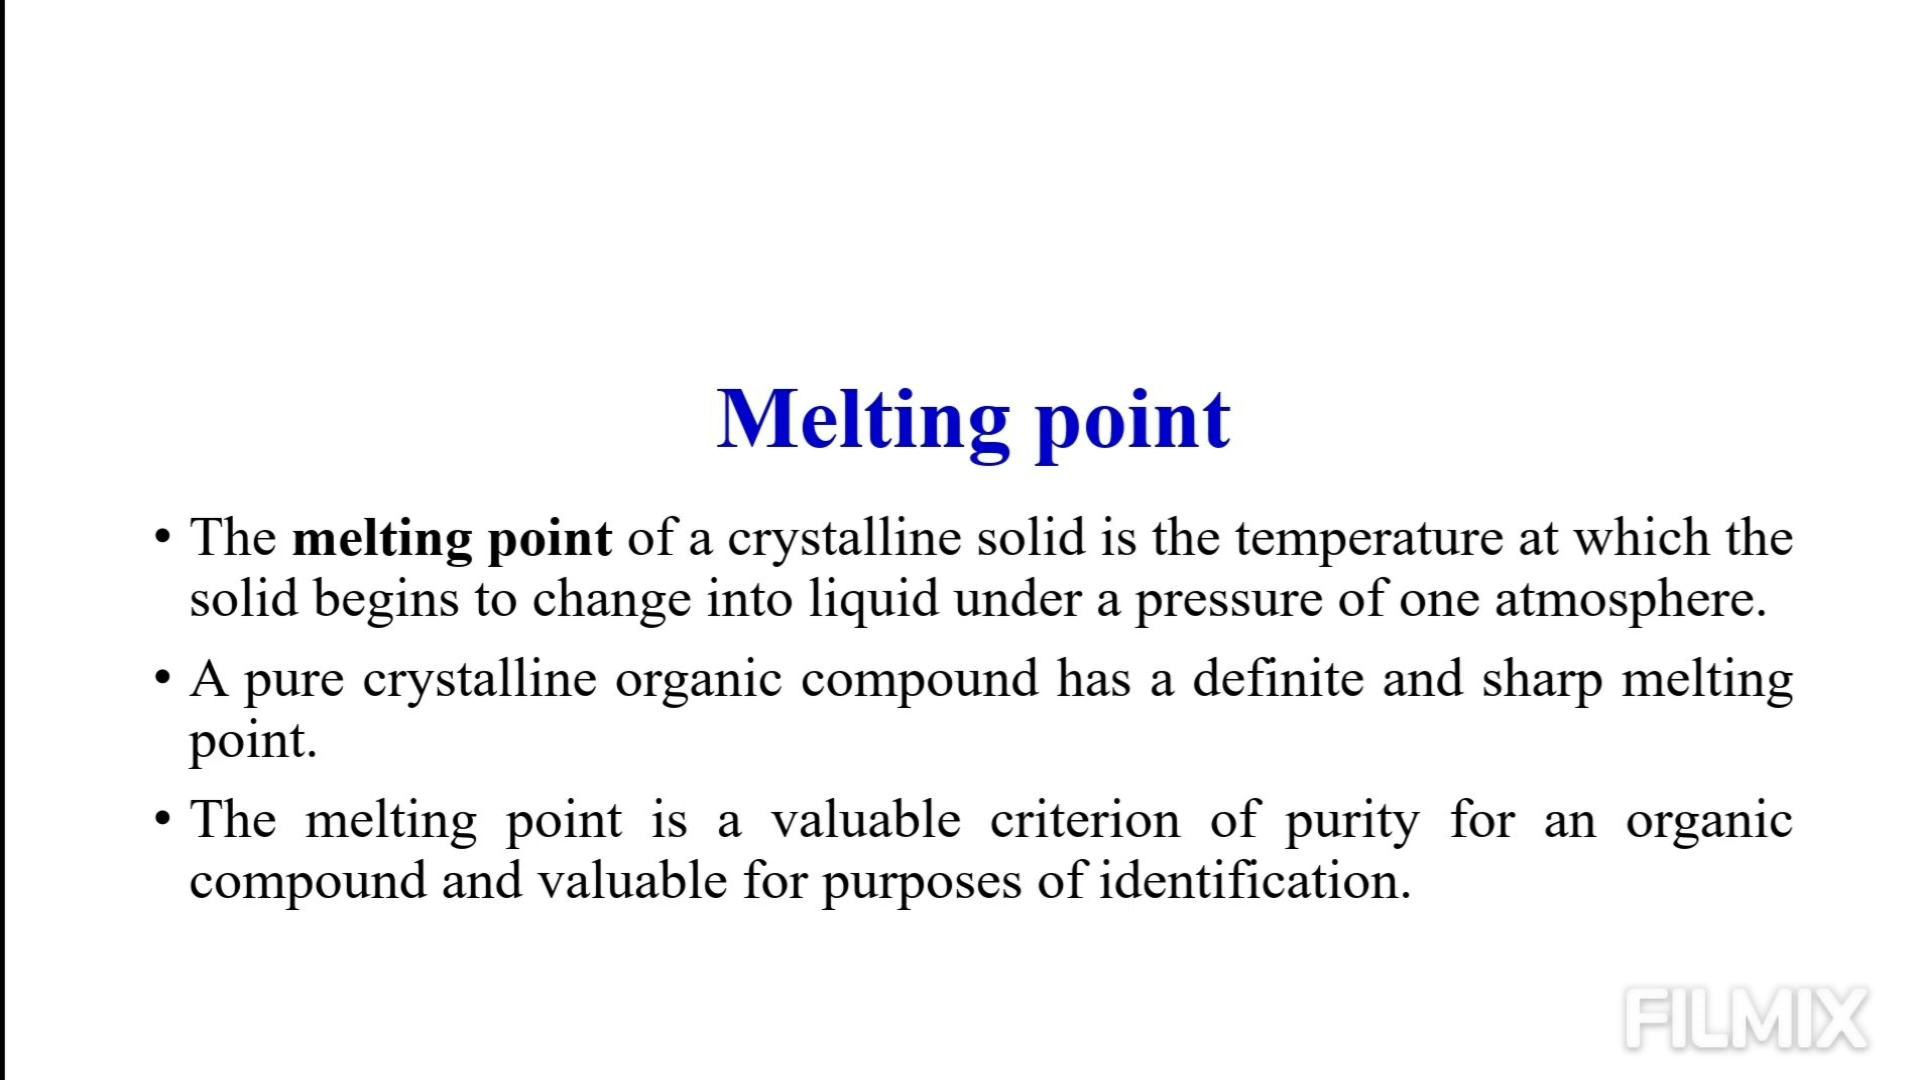 Melting point
• The melting point of a crystalline solid is the temperature at which the
solid begins to change into liquid under a pressure of one atmosphere.
• A pure crystalline organic compound has a definite and sharp melting
point.
• The melting point is a valuable criterion of purity for an organic
compound and valuable for purposes of identification.
FILMIX